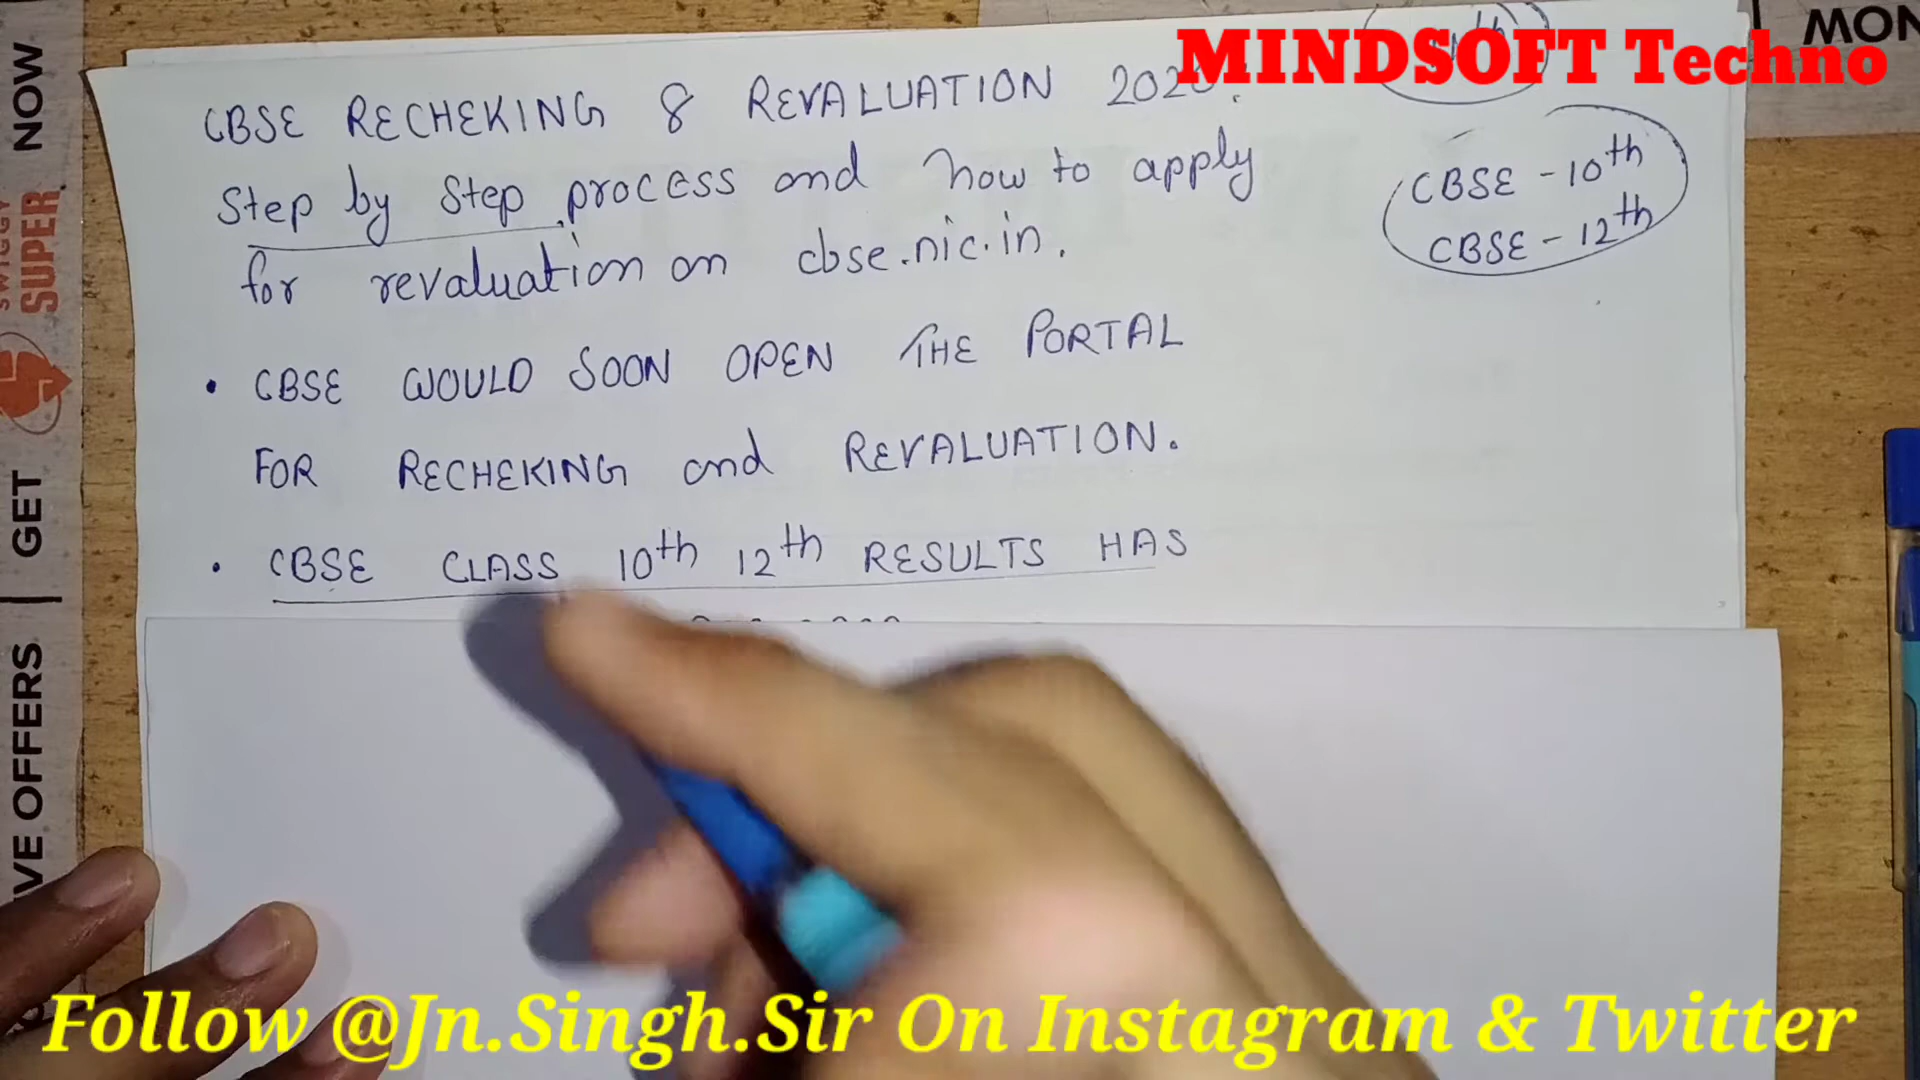 MINDSOFT Techno
MON
CBSE RECHEKING & REVALUATION
Step by Step process and how to apply
for revaluation on cbse.nic.in.
CBSE - 10th
CBSE - 12th
• CBSE WOULD SOON OPEN THE PORTAL
FOR RECHEKING and REVALUATION.
• CBSE CLASS 10th 12th RESULTS HAS
NOW
SUPER
GET
VE OFFERS
Follow @Jn.Singh.Sir On Instagram & Twitter